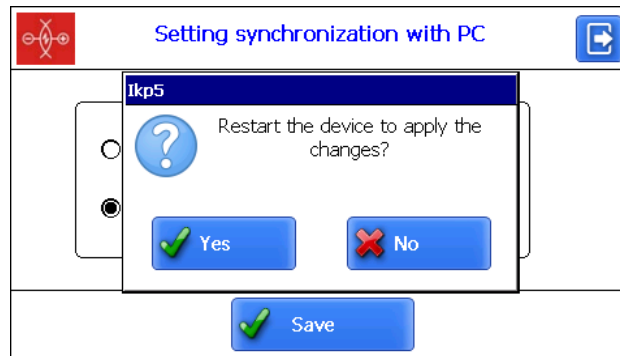 Setting synchronization with PC
Ikp5
Restart the device to apply the
changes?
Yes
No
Save